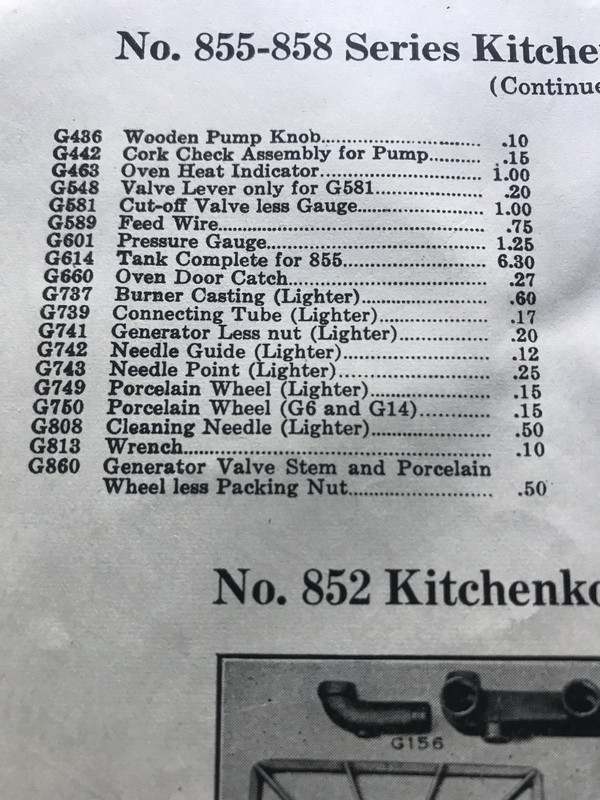 No. 855-858 Series Kitche
(Continue
G436 Wooden Pump Knob .10
G442 Cork Check Assembly for Pump .15
G463 Oven Heat Indicator 1.00
G548 Valve Lever only for G581 .20
G581 Cut-off Valve less Gauge 1.00
G589 Feed Wire .75
G601 Pressure Gauge 1.25
G614 Tank Complete for 855 6.30
G660 Oven Door Catch .27
G737 Burner Casting (Lighter) .60
G739 Connecting Tube (Lighter) .17
G741 Generator Less nut (Lighter) .20
G742 Needle Guide (Lighter) .12
G743 Needle Point (Lighter) .25
G749 Porcelain Wheel (Lighter) .15
G750 Porcelain Wheel (G6 and G14) .15
G808 Cleaning Needle (Lighter) .50
G813 Wrench .10
G860 Generator Valve Stem and Porcelain
Wheel less Packing Nut .50
No. 852 Kitchenko
G156